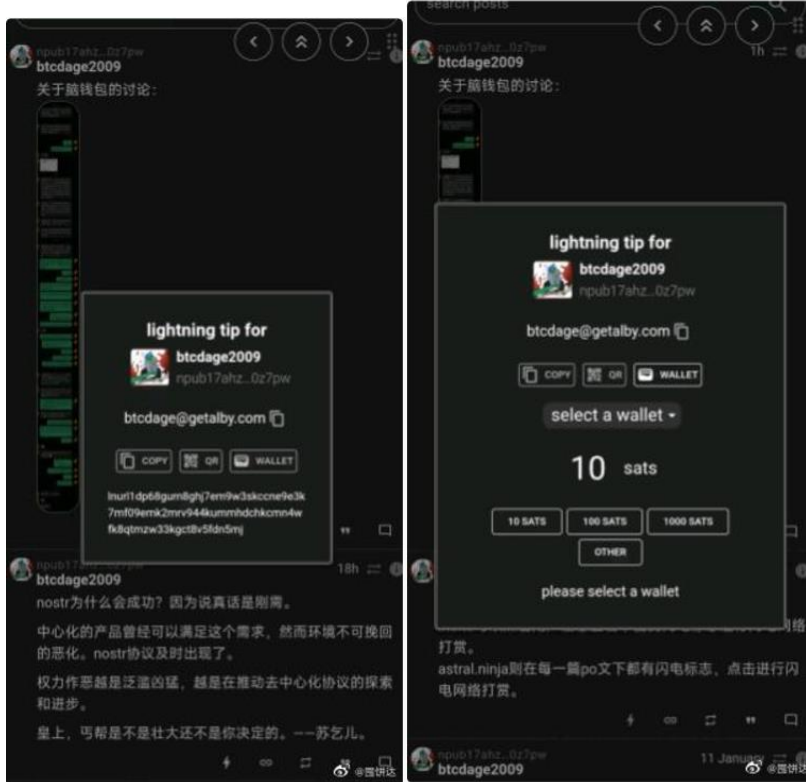 npub17ahz..0z7pw
btcdage2009
关于脑钱包的讨论：
lightning tip for
btcdage2009
npub17ahz..0z7pw
btcdage@getalby.com
COPY
QR
WALLET
npub17ahz..0z7pw
18h
btcdage2009
nostr为什么会成功？因为说真话是刚需。
中心化的产品曾经可以满足这个需求，然而环境不可挽回
的恶化。nostr协议及时出现了。
权力作恶越是泛滥凶猛，越是在推动去中心化协议的探索
和进步。
皇上，丐帮是不是壮大还不是你决定的。——苏乞儿。
@囤饼达
search posts
npub17ahz..0z7pw
1h
btcdage2009
关于脑钱包的讨论：
lightning tip for
btcdage2009
npub17ahz..0z7pw
btcdage@getalby.com
COPY
QR
WALLET
select a wallet
10 sats
10 SATS
100 SATS
1000 SATS
OTHER
please select a wallet
打赏。
astral.ninja则在每一篇po文下都有闪电标志，点击进行闪
电网络打赏。
npub17ahz..0z7pw
11 January
btcdage2009
@囤饼达